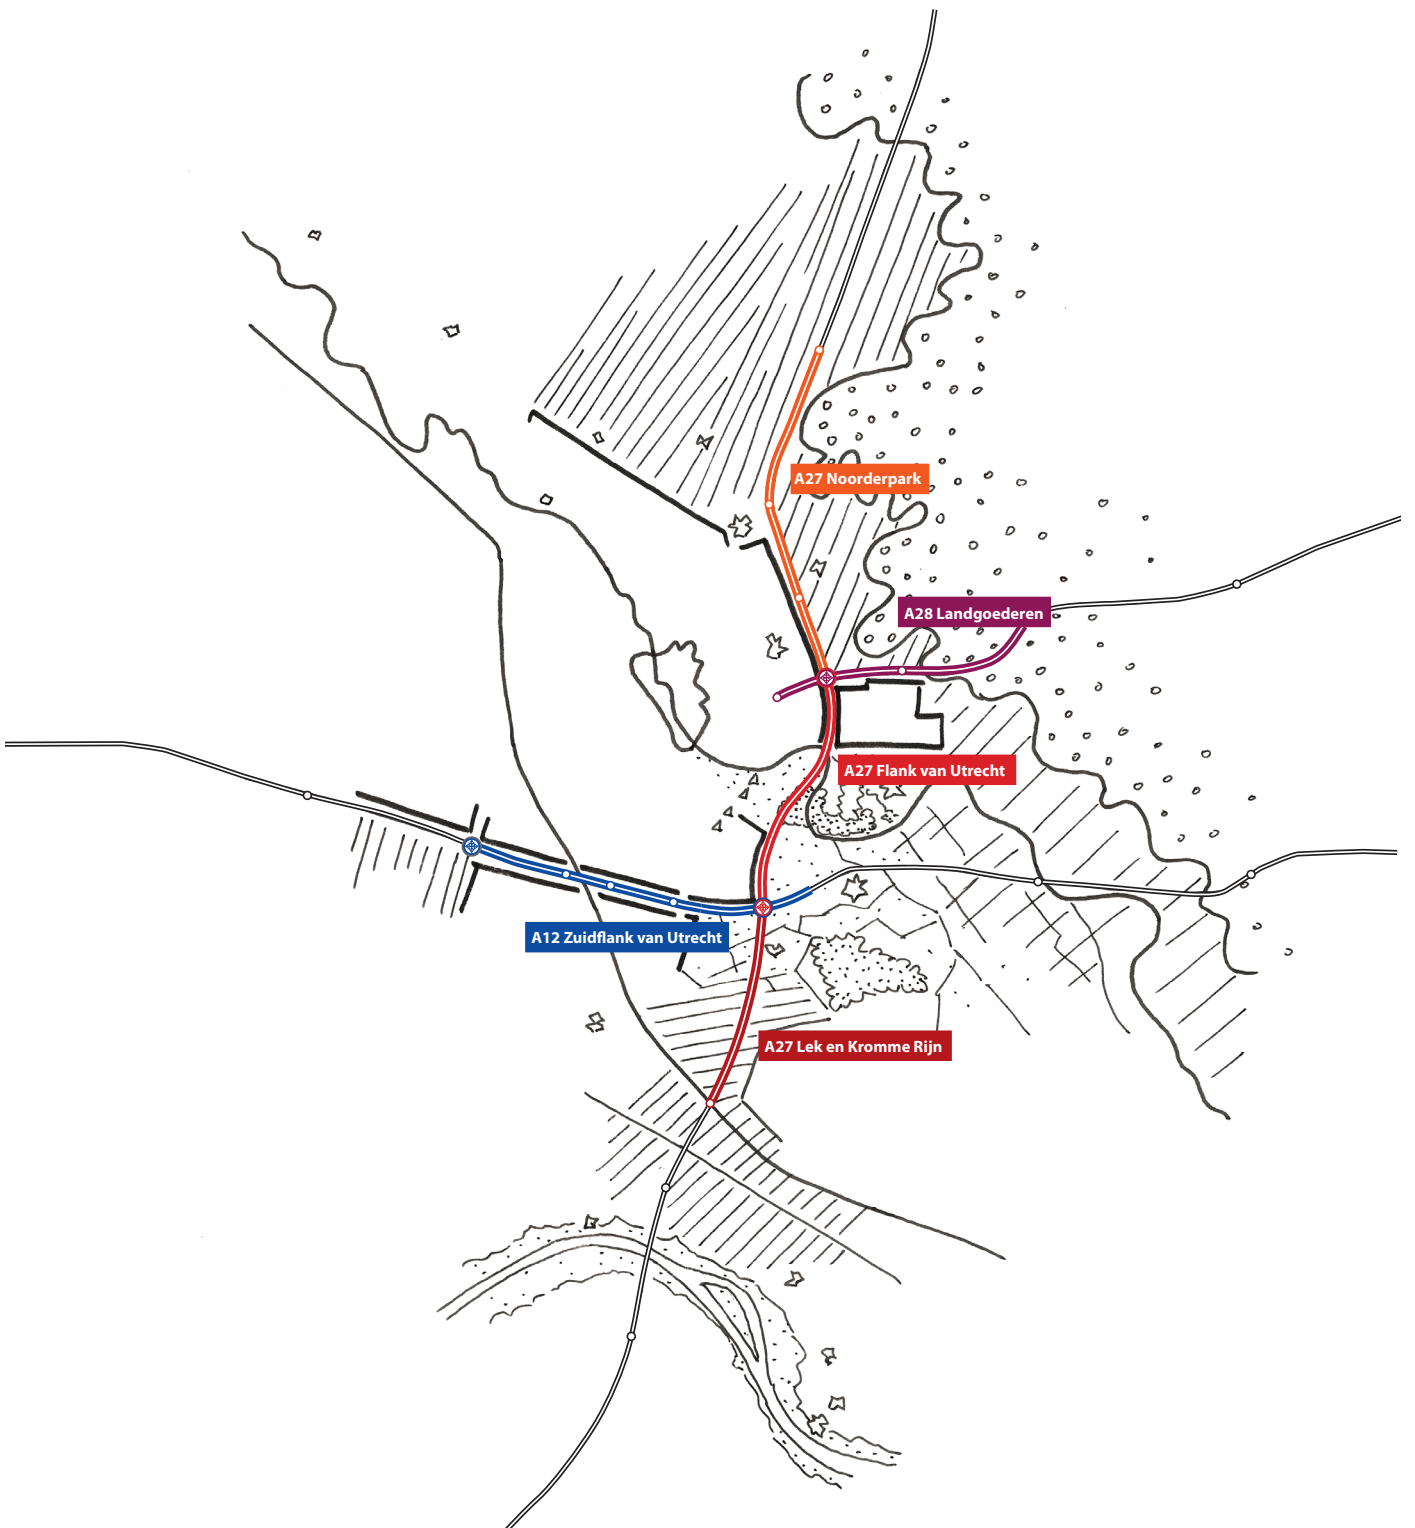 A27 Noorderpark
A28 Landgoederen
A27 Flank van Utrecht
A12 Zuidflank van Utrecht
A27 Lek en Kromme Rijn